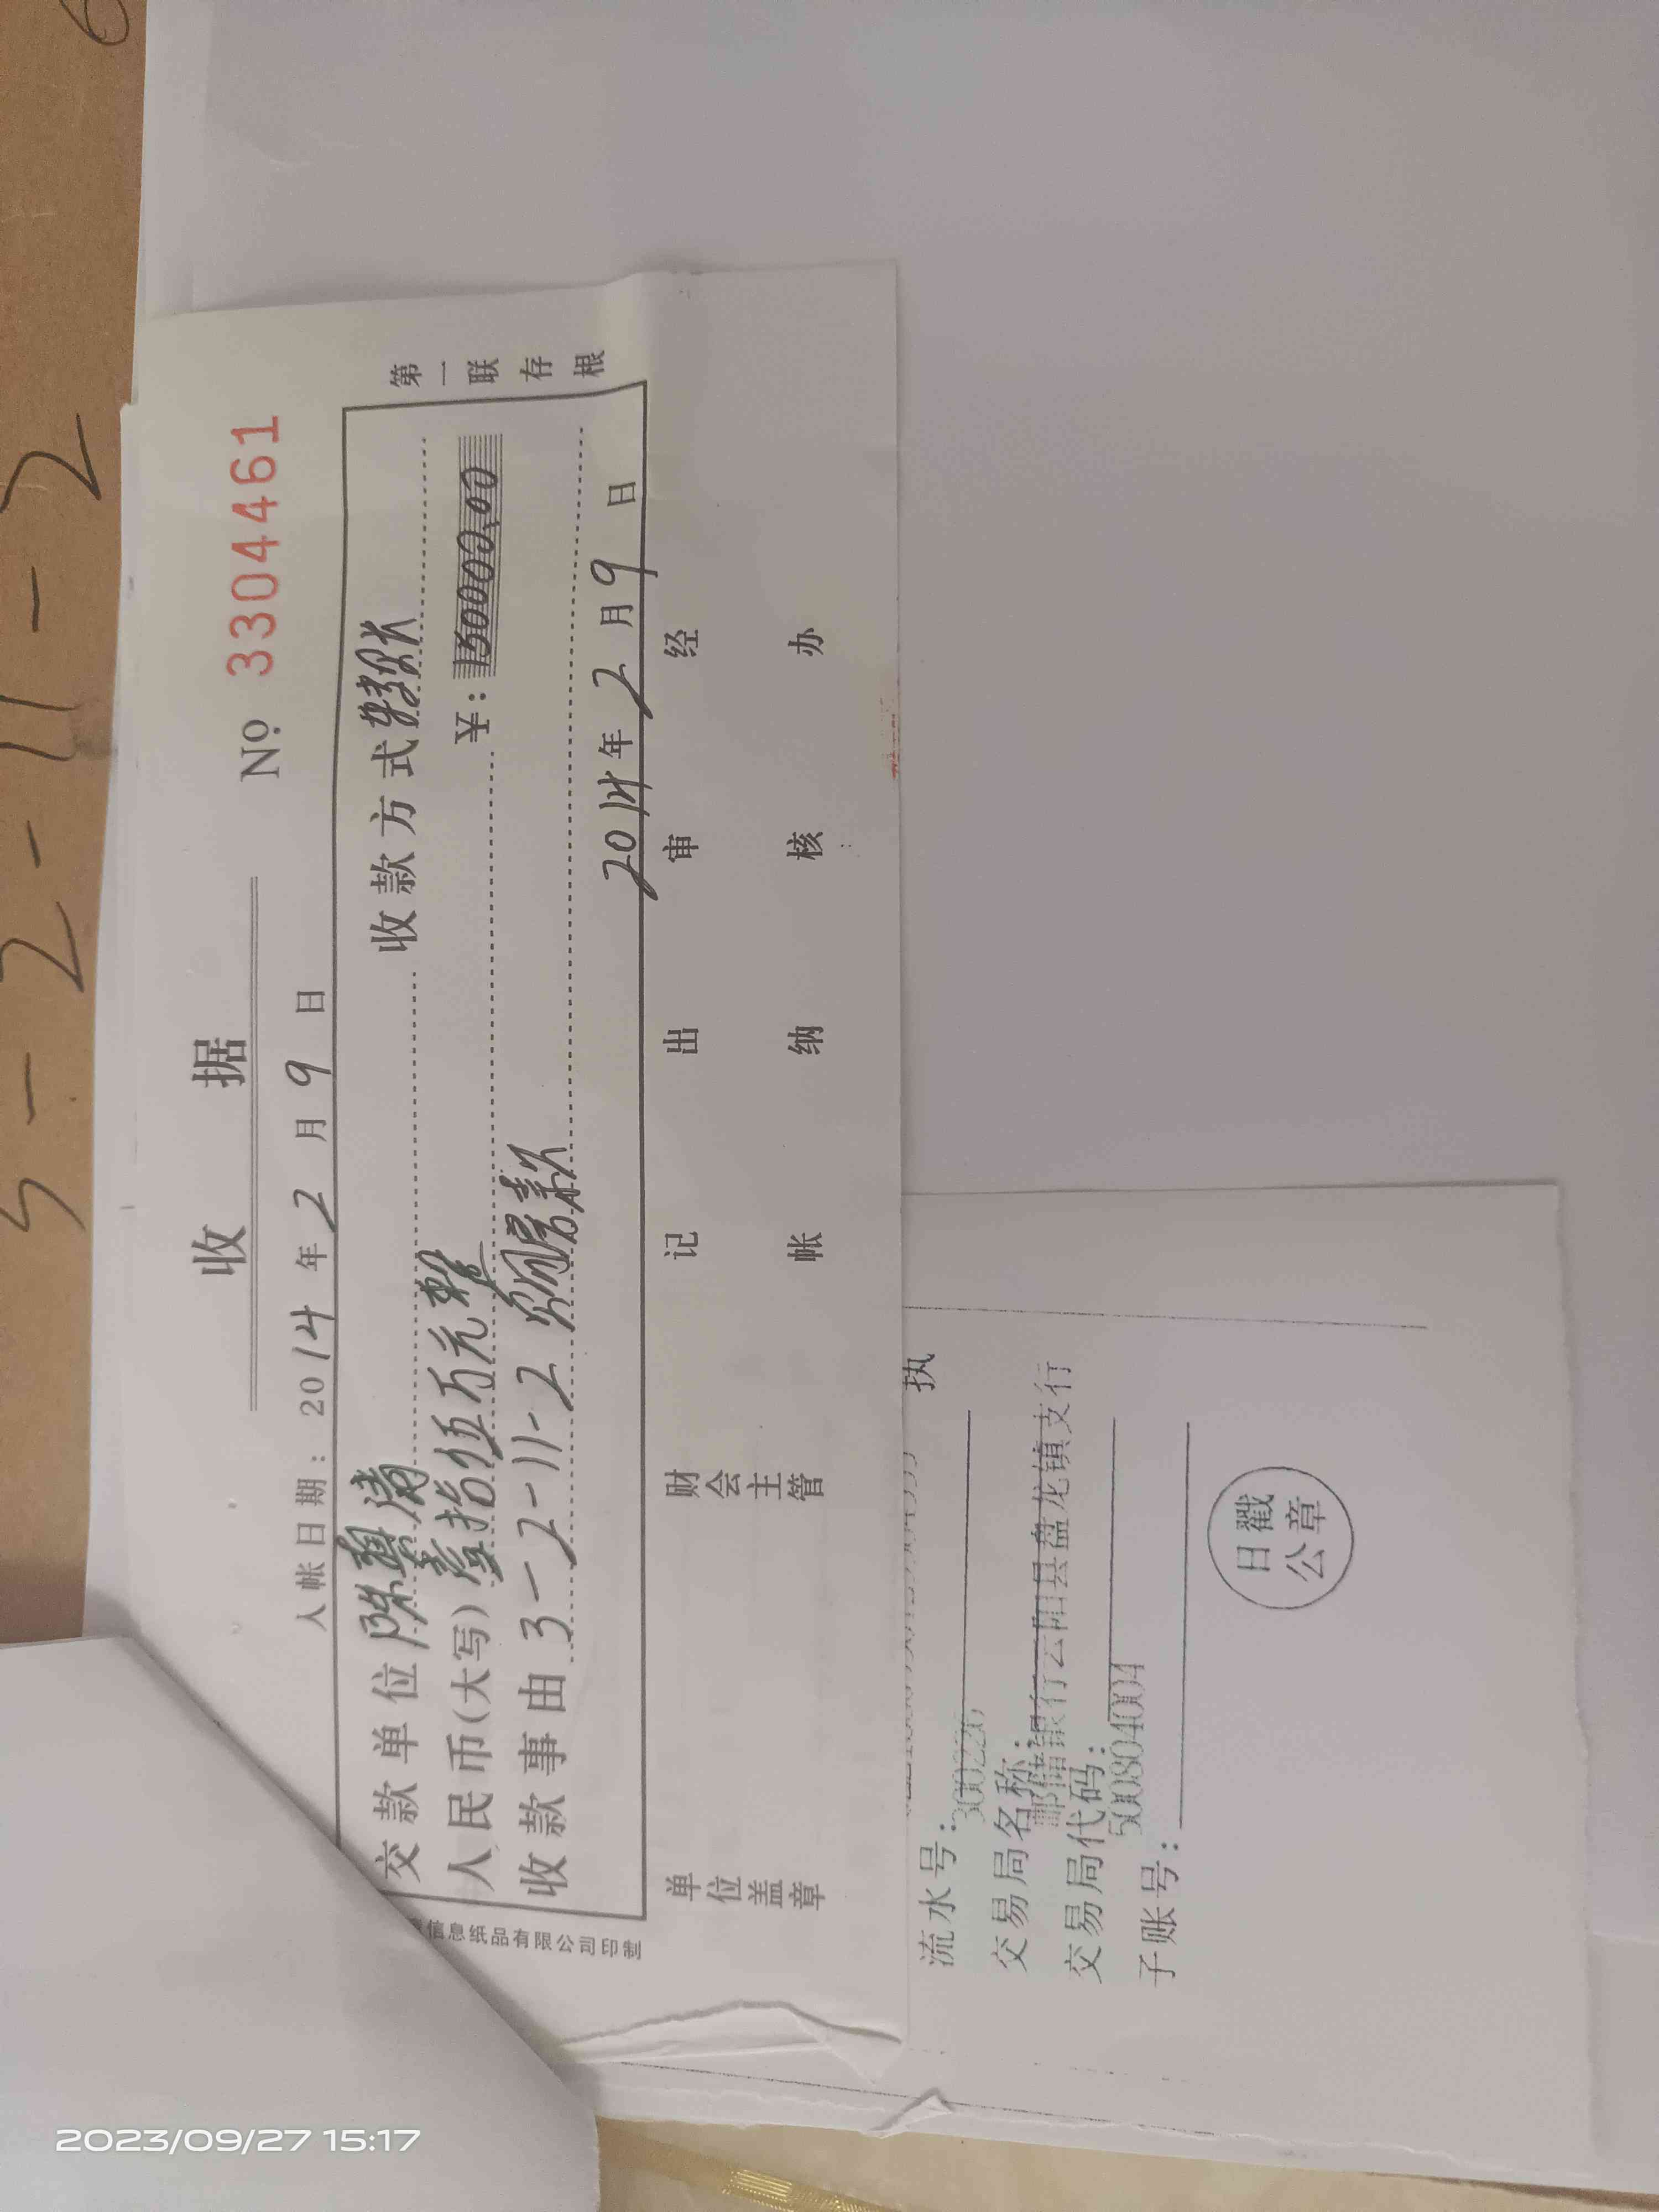 3-2-11-2
收据
入帐日期：2014年2月9日
№ 3304461
交款单位 陈 清 收款方式 转款
人民币(大写) 壹拾伍万元整 ¥：150000.00
收款事由 3-2-11-2 购房款
2014年2月9日
第一联存根
信息纸品有限公司印制
单位盖章 财会主管 记帐 出纳 审核 经办
执
流水号：300226
交易局名称：
邮储银行云阳县盘龙镇支行
交易局代码：
500804004
子账号：
日戳
公章
2023/09/27 15:17